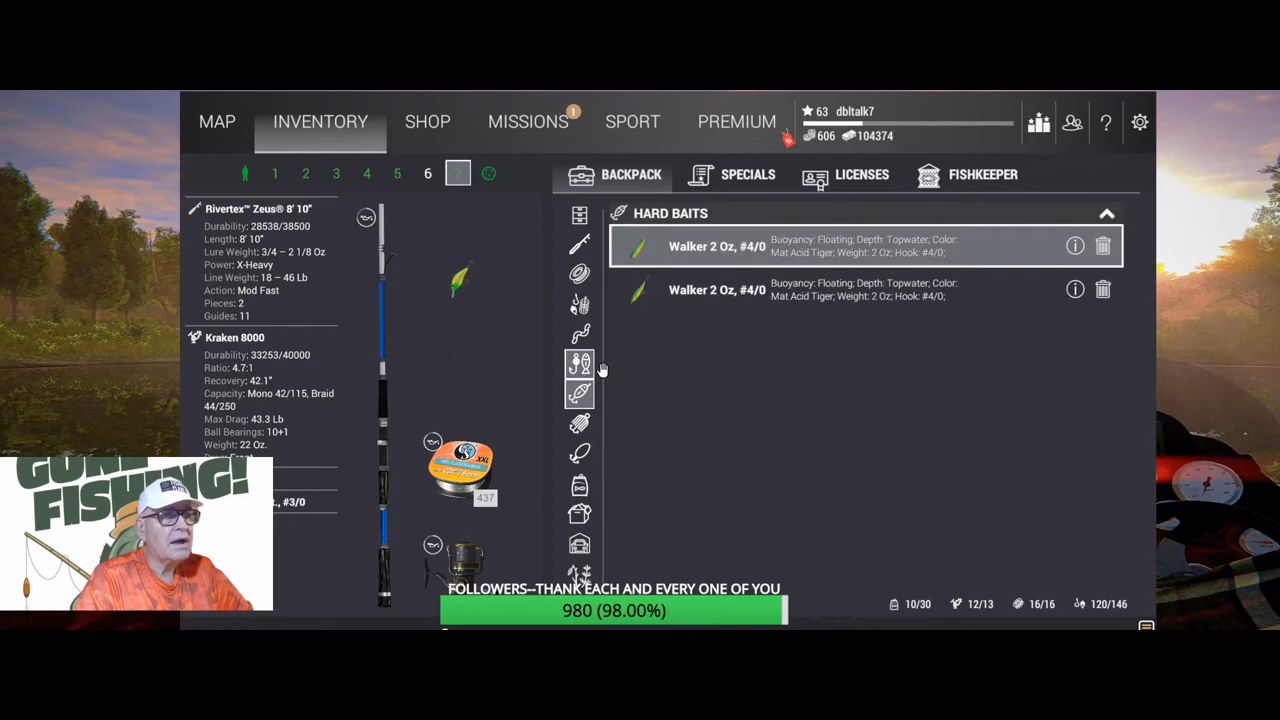 MAP INVENTORY SHOP MISSIONS 1 SPORT PREMIUM
63 dbltalk7
606 104374
?
1 2 3 4 5 6 7
BACKPACK SPECIALS LICENSES FISHKEEPER
Rivertex™ Zeus® 8' 10"
Durability: 28538/38500
Length: 8' 10"
Lure Weight: 3/4 – 2 1/8 Oz
Power: X-Heavy
Line Weight: 18 – 46 Lb
Action: Mod Fast
Pieces: 2
Guides: 11
Kraken 8000
Durability: 33253/40000
Ratio: 4.7:1
Recovery: 42.1"
Capacity: Mono 42/115, Braid
44/250
Max Drag: 43.3 Lb
Ball Bearings: 10+1
Weight: 22 Oz.
#3/0
XXL
437
HARD BAITS
Walker 2 Oz, #4/0
Buoyancy: Floating; Depth: Topwater; Color:
Mat Acid Tiger; Weight: 2 Oz; Hook: #4/0;
Walker 2 Oz, #4/0
Buoyancy: Floating; Depth: Topwater; Color:
Mat Acid Tiger; Weight: 2 Oz; Hook: #4/0;
GONE
FISHING!
FOLLOWERS--THANK EACH AND EVERY ONE OF YOU
980 (98.00%)
10/30 12/13 16/16 120/146